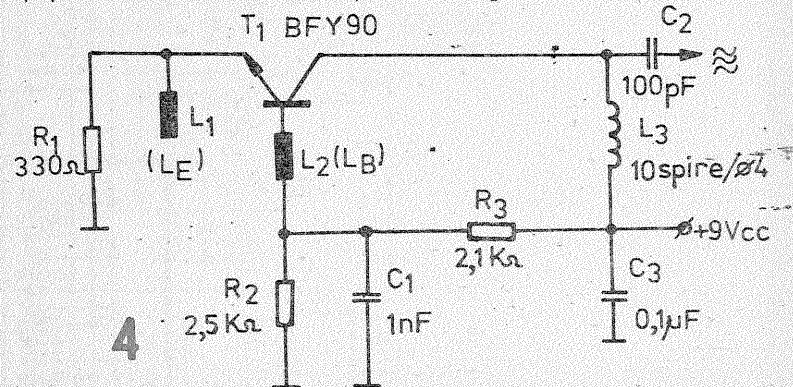 T1 BFY90
C2
100pF
R1
330Ω
L1
(LE)
L2(LB)
L3
10spire/ø4
R3
2,1KΩ
+9Vcc
R2
2,5KΩ
C1
1nF
C3
0,1µF
4